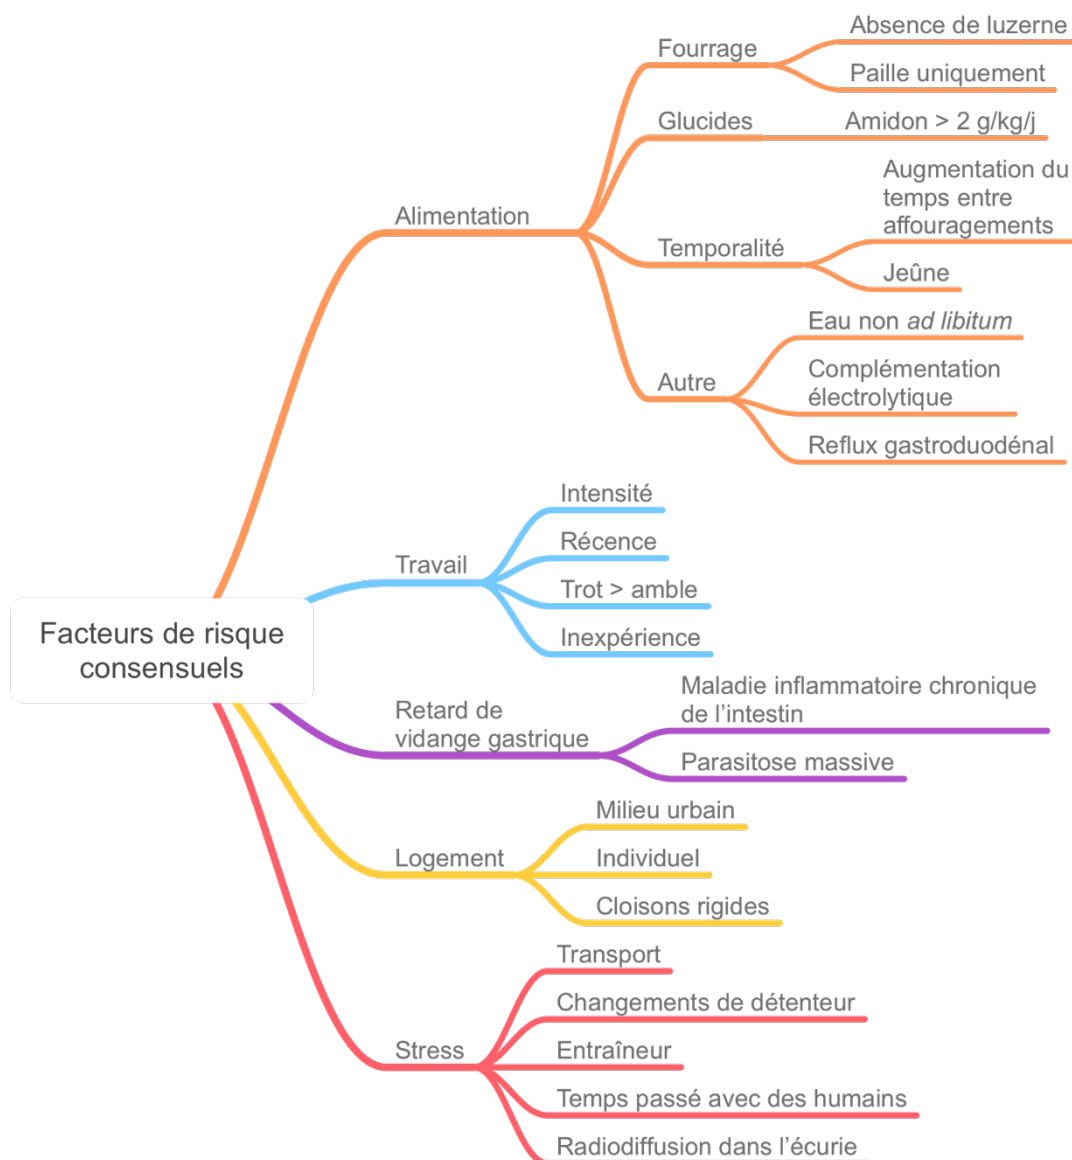 Absence de luzerne
Fourrage
Paille uniquement
Glucides
Amidon > 2 g/kg/j
Augmentation du
temps entre
affouragements
Alimentation
Temporalité
Jeûne
Eau non ad libitum
Complémentation
électrolytique
Autre
Reflux gastroduodénal
Intensité
Récence
Travail
Trot > amble
Inexpérience
Facteurs de risque
consensuels
Maladie inflammatoire chronique
de l’intestin
Retard de
vidange gastrique
Parasitose massive
Milieu urbain
Logement
Individuel
Cloisons rigides
Transport
Changements de détenteur
Stress
Entraîneur
Temps passé avec des humains
Radiodiffusion dans l’écurie